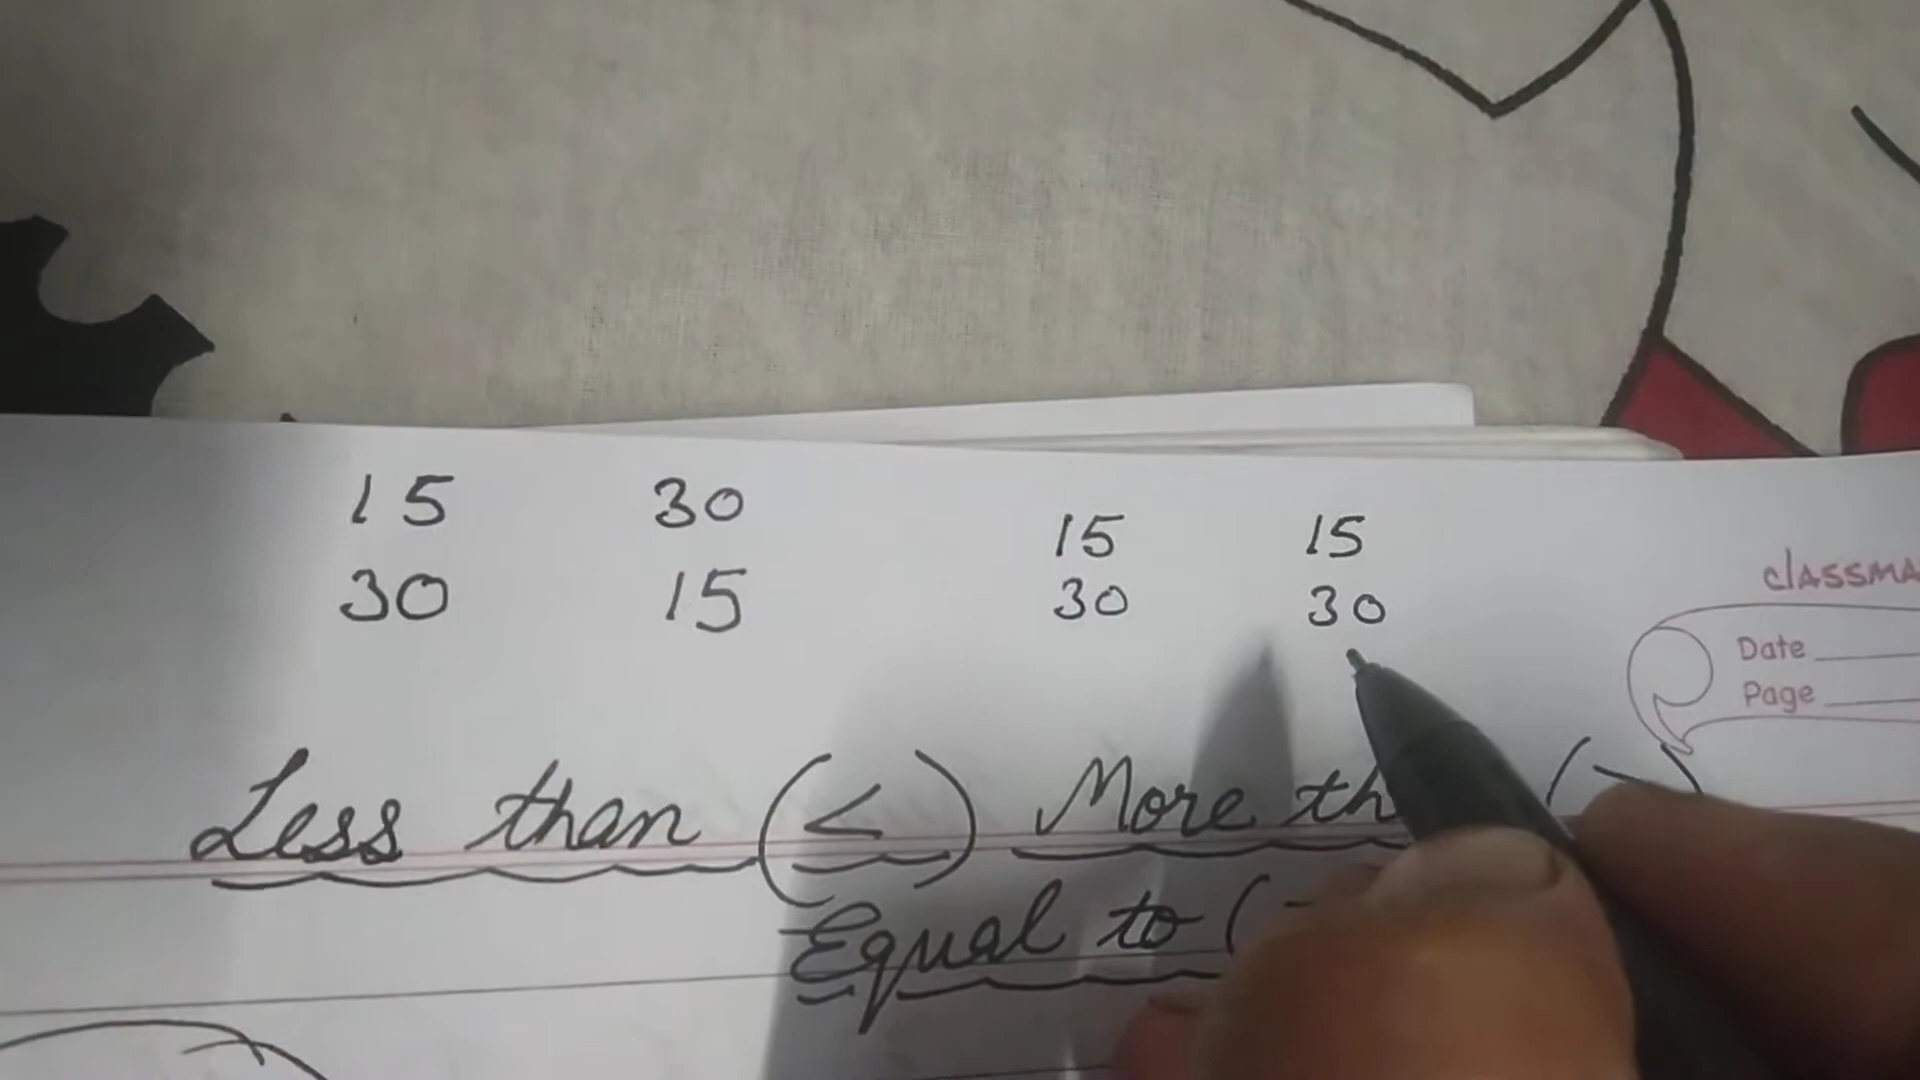 15 30 15 15
30 15 30 30
classma
Date
Page
Less than (<) More th (>)
Equal to (